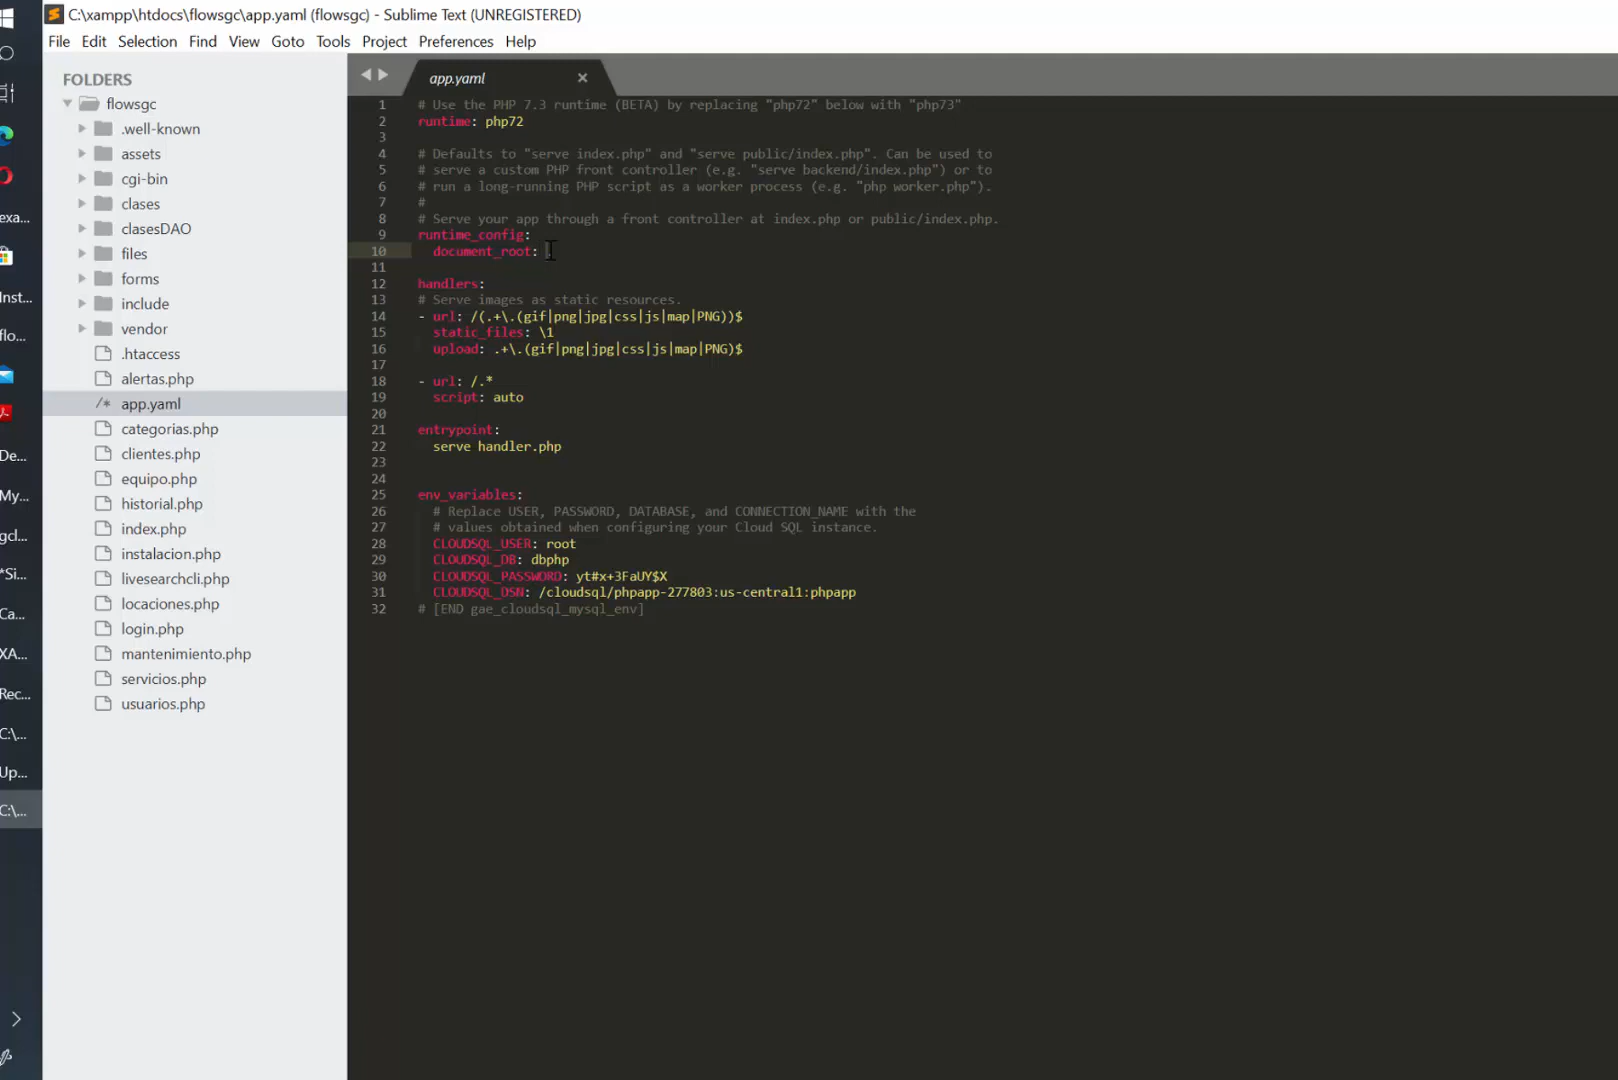 C:\xampp\htdocs\flowsgc\app.yaml (flowsgc) - Sublime Text (UNREGISTERED)
File Edit Selection Find View Goto Tools Project Preferences Help
FOLDERS
flowsgc
.well-known
assets
cgi-bin
clases
clasesDAO
files
forms
include
vendor
.htaccess
alertas.php
/* app.yaml
categorias.php
clientes.php
equipo.php
historial.php
index.php
instalacion.php
livesearchcli.php
locaciones.php
login.php
mantenimiento.php
servicios.php
usuarios.php
exa...
Inst...
flo...
De...
My...
gcl...
*Si...
Ca...
XA...
Rec...
C:\...
Up...
C:\...
app.yaml
1 # Use the PHP 7.3 runtime (BETA) by replacing "php72" below with "php73"
2 runtime: php72
3
4 # Defaults to "serve index.php" and "serve public/index.php". Can be used to
5 # serve a custom PHP front controller (e.g. "serve backend/index.php") or to
6 # run a long-running PHP script as a worker process (e.g. "php worker.php").
7 #
8 # Serve your app through a front controller at index.php or public/index.php.
9 runtime_config:
10 document_root:
11
12 handlers:
13 # Serve images as static resources.
14 - url: /(.+\.(gif|png|jpg|css|js|map|PNG))$
15 static_files: \1
16 upload: .+\.(gif|png|jpg|css|js|map|PNG)$
17
18 - url: /.*
19 script: auto
20
21 entrypoint:
22 serve handler.php
23
24
25 env_variables:
26 # Replace USER, PASSWORD, DATABASE, and CONNECTION_NAME with the
27 # values obtained when configuring your Cloud SQL instance.
28 CLOUDSQL_USER: root
29 CLOUDSQL_DB: dbphp
30 CLOUDSQL_PASSWORD: yt#x+3FaUY$X
31 CLOUDSQL_DSN: /cloudsql/phpapp-277803:us-central1:phpapp
32 # [END gae_cloudsql_mysql_env]